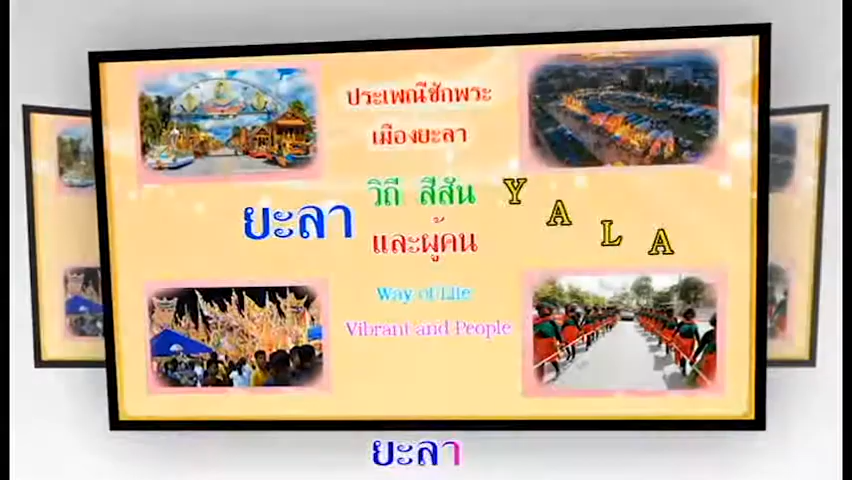 ประเพณีชักพระ
เมืองยะลา
วิถี สีสัน
และผู้คน
ยะลา
YALA
Way of Life
Vibrant and People
ยะลา